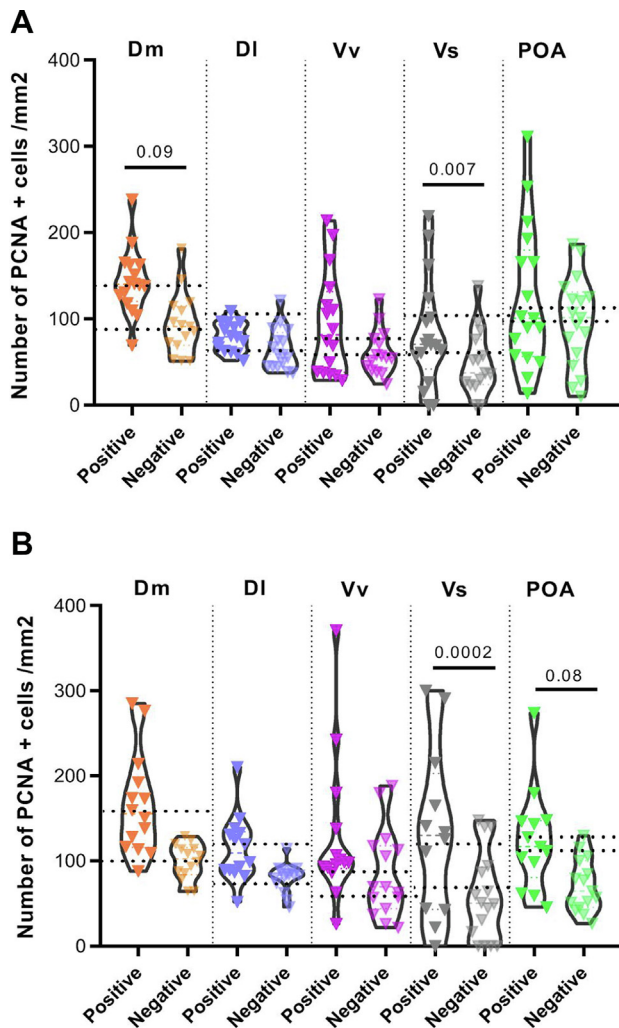 A
Dm Dl Vv Vs POA
Number of PCNA + cells /mm2
400
300
200
100
0
0.09
0.007
Positive Negative Positive Negative Positive Negative Positive Negative Positive Negative
B
Dm Dl Vv Vs POA
Number of PCNA + cells /mm2
400
300
200
100
0
0.0002
0.08
Positive Negative Positive Negative Positive Negative Positive Negative Positive Negative